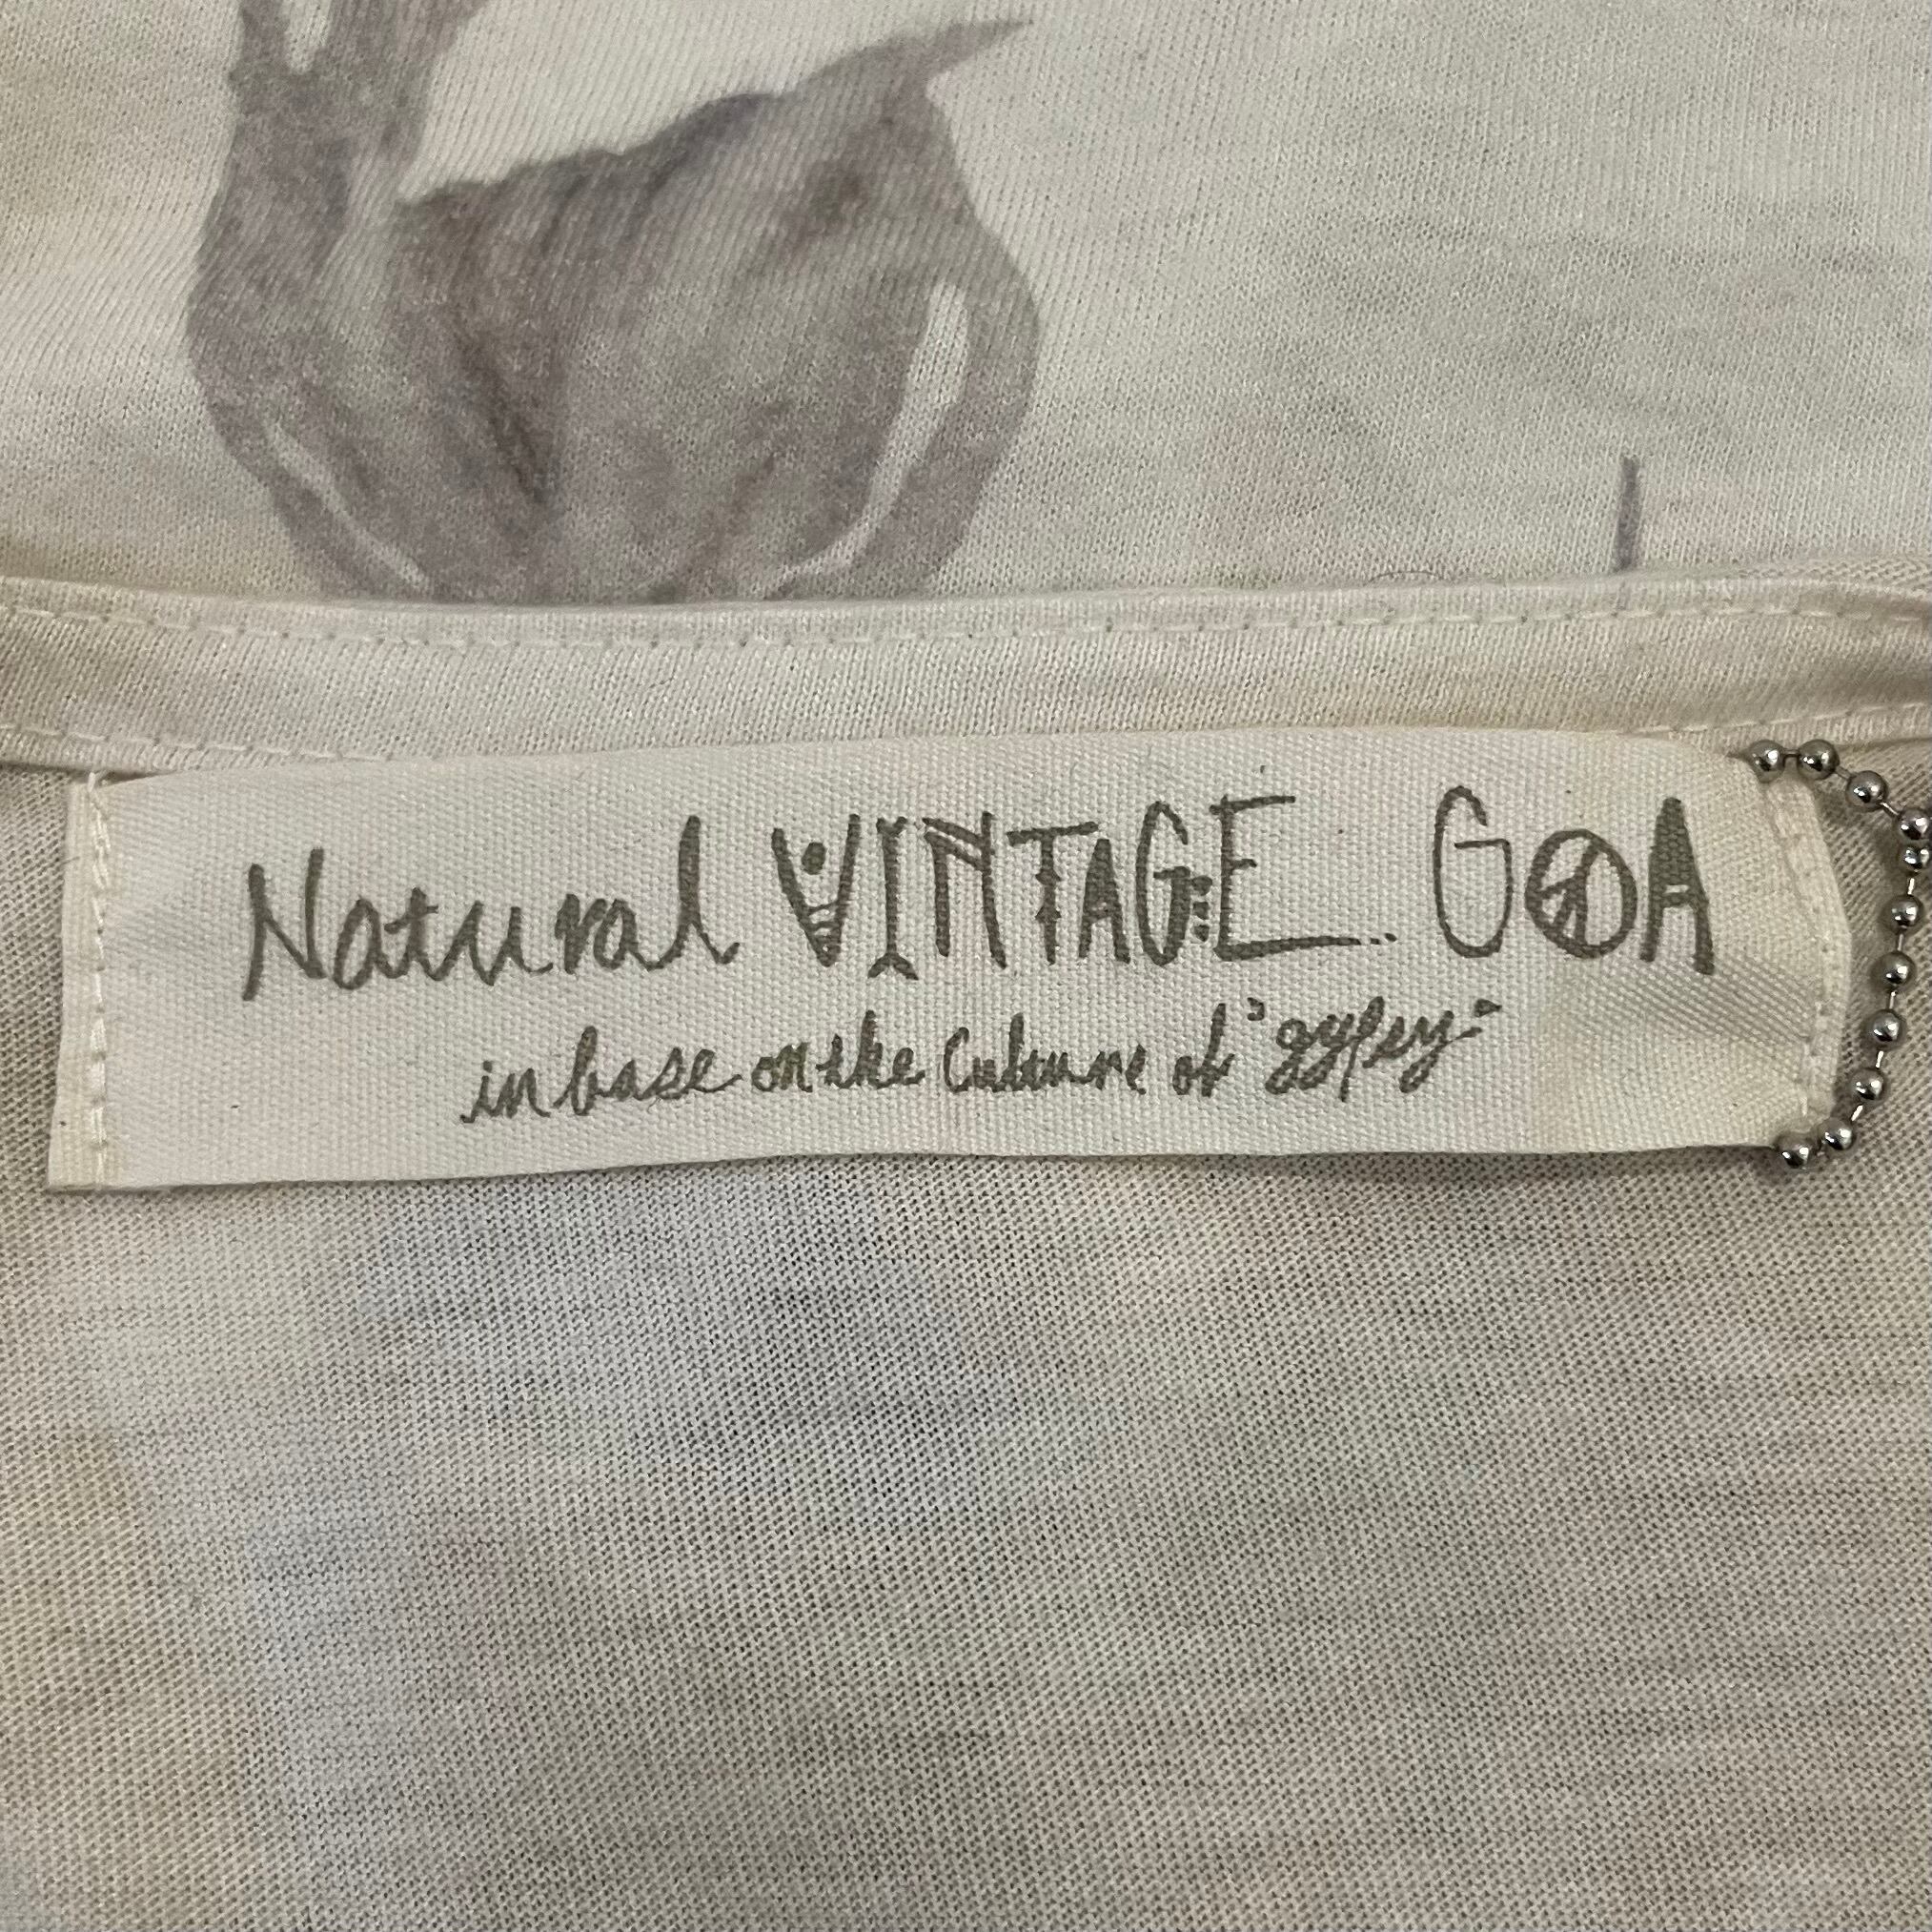 Natural VINTAGE.. GOA
in base on the Culture of "gypsy"